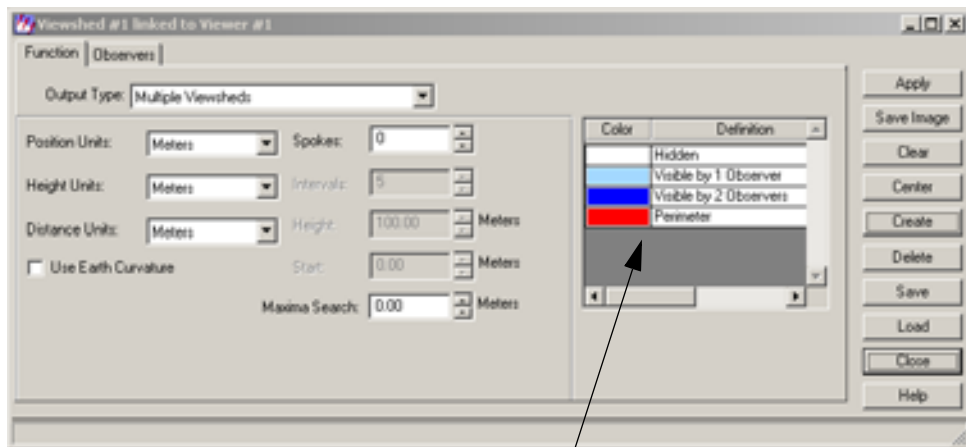 Viewshed #1 linked to Viewer #1
Function Observers
Output Type: Multiple Viewsheds
Position Units: Meters
Spokes: 0
Height Units: Meters
Intervals: 5
Distance Units: Meters
Height: 100.00 Meters
Use Earth Curvature
Start: 0.00 Meters
Maxima Search: 0.00 Meters
Color Definition
Hidden
Visible by 1 Observer
Visible by 2 Observers
Perimeter
Apply
Save Image
Clear
Center
Create
Delete
Save
Load
Close
Help